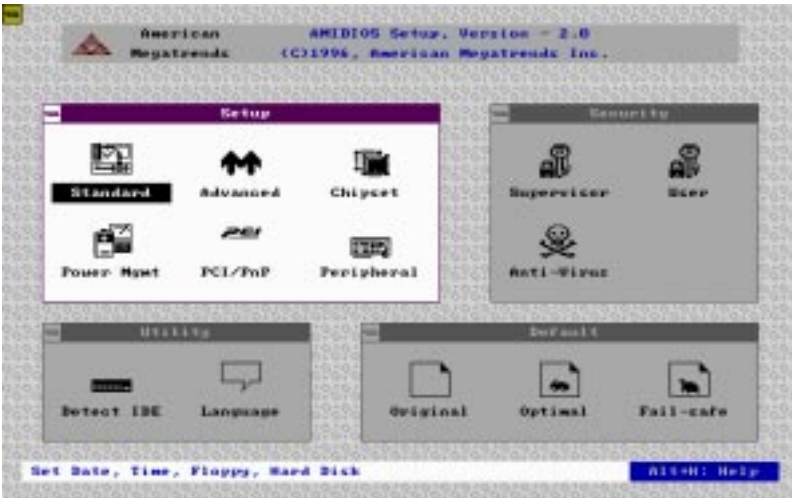 American Megatrends
AMIBIOS Setup, Version - 2.0
(C)1996, American Megatrends Inc.
Setup
Standard
Advanced
Chipset
Power Mgmt
PCI
PCI/PnP
Peripheral
Security
Supervisor
User
Anti-Virus
Utility
Detect IDE
Language
Default
Original
Optimal
Fail-safe
Set Date, Time, Floppy, Hard Disk
Alt+H: Help